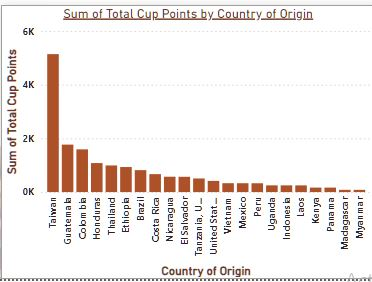 Sum of Total Cup Points by Country of Origin
6K
4K
2K
0K
Sum of Total Cup Points
Taiwan
Guatemala
Colombia
Honduras
Thailand
Ethiopia
Brazil
Costa Rica
Nicaragua
El Salvador
Tanzania, U...
United Stat...
Vietnam
Mexico
Peru
Uganda
Indonesia
Laos
Kenya
Panama
Madagascar
Myanmar
Country of Origin